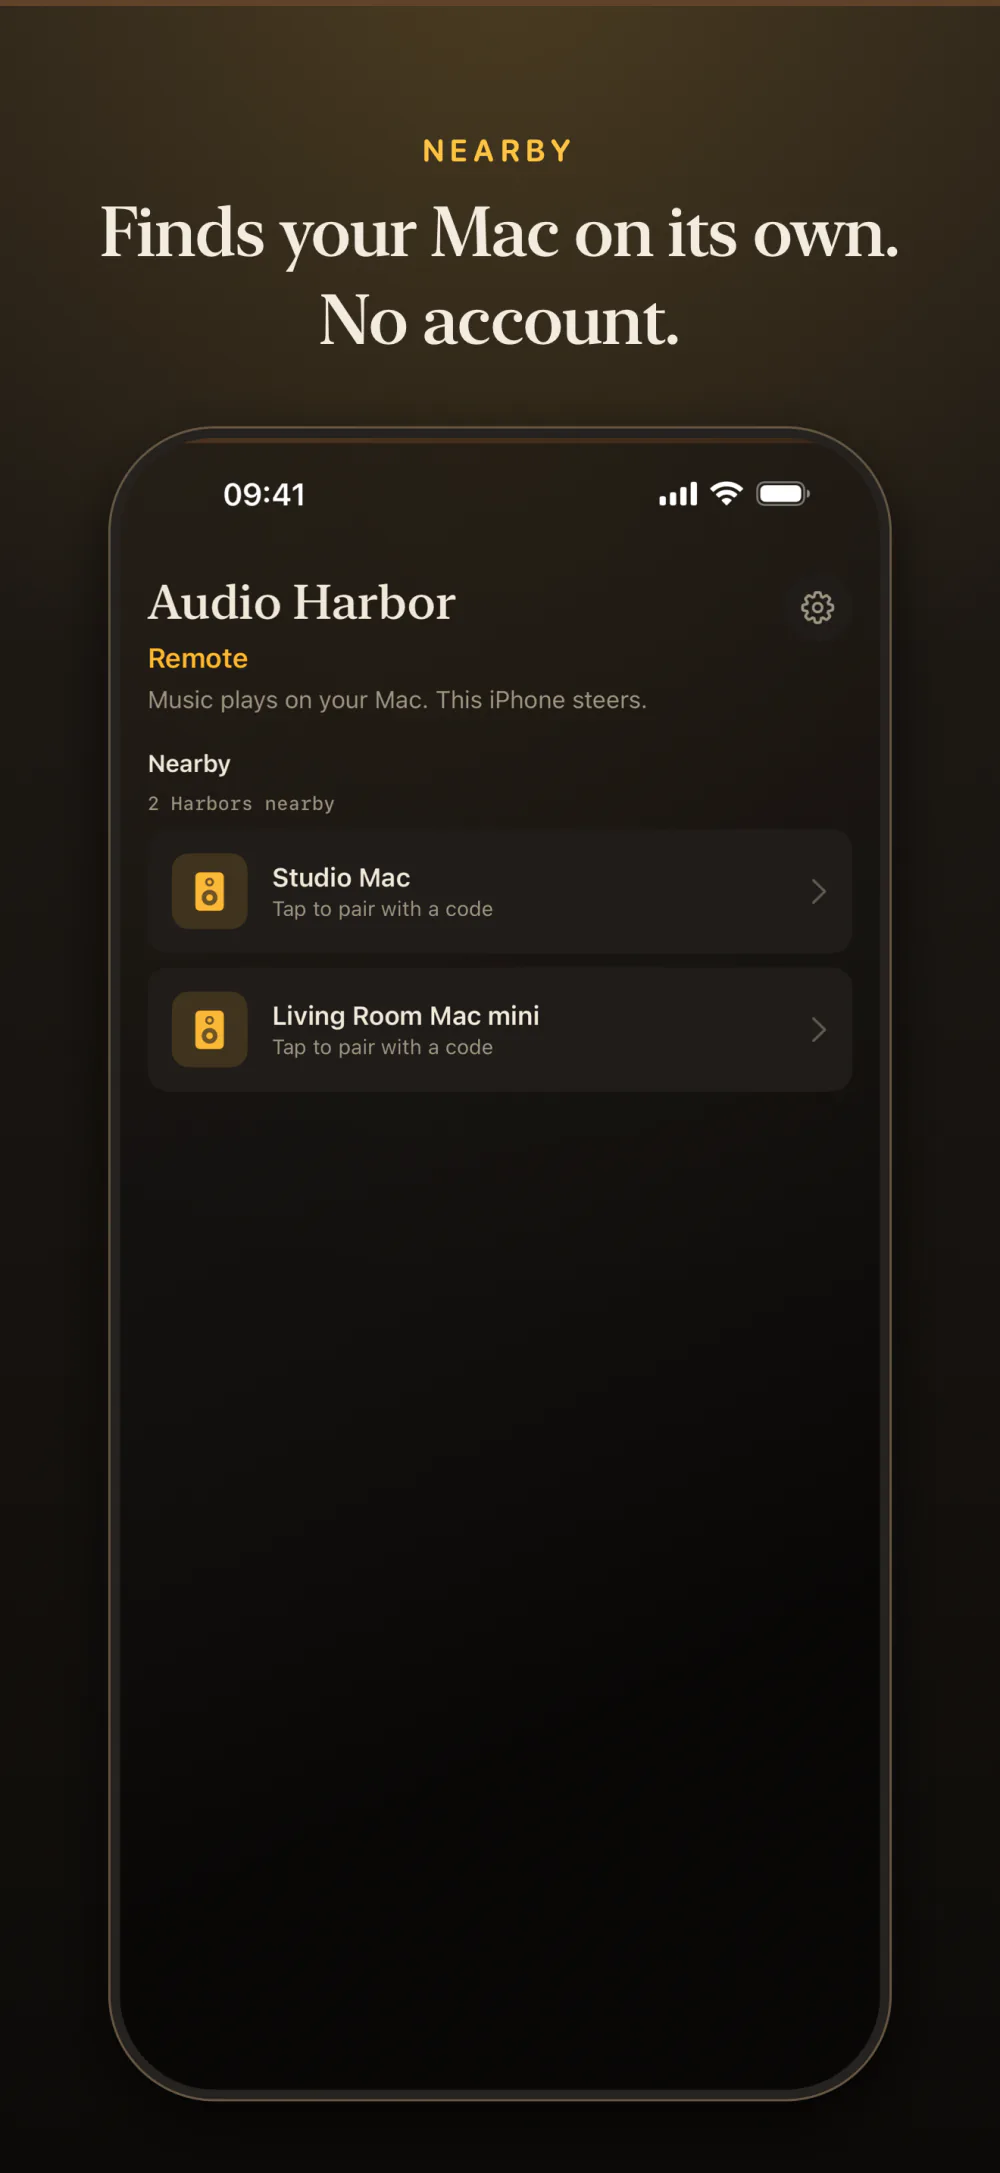 NEARBY
Finds your Mac on its own.
No account.
09:41
Audio Harbor
Remote
Music plays on your Mac. This iPhone steers.
Nearby
2 Harbors nearby
Studio Mac
Tap to pair with a code
Living Room Mac mini
Tap to pair with a code